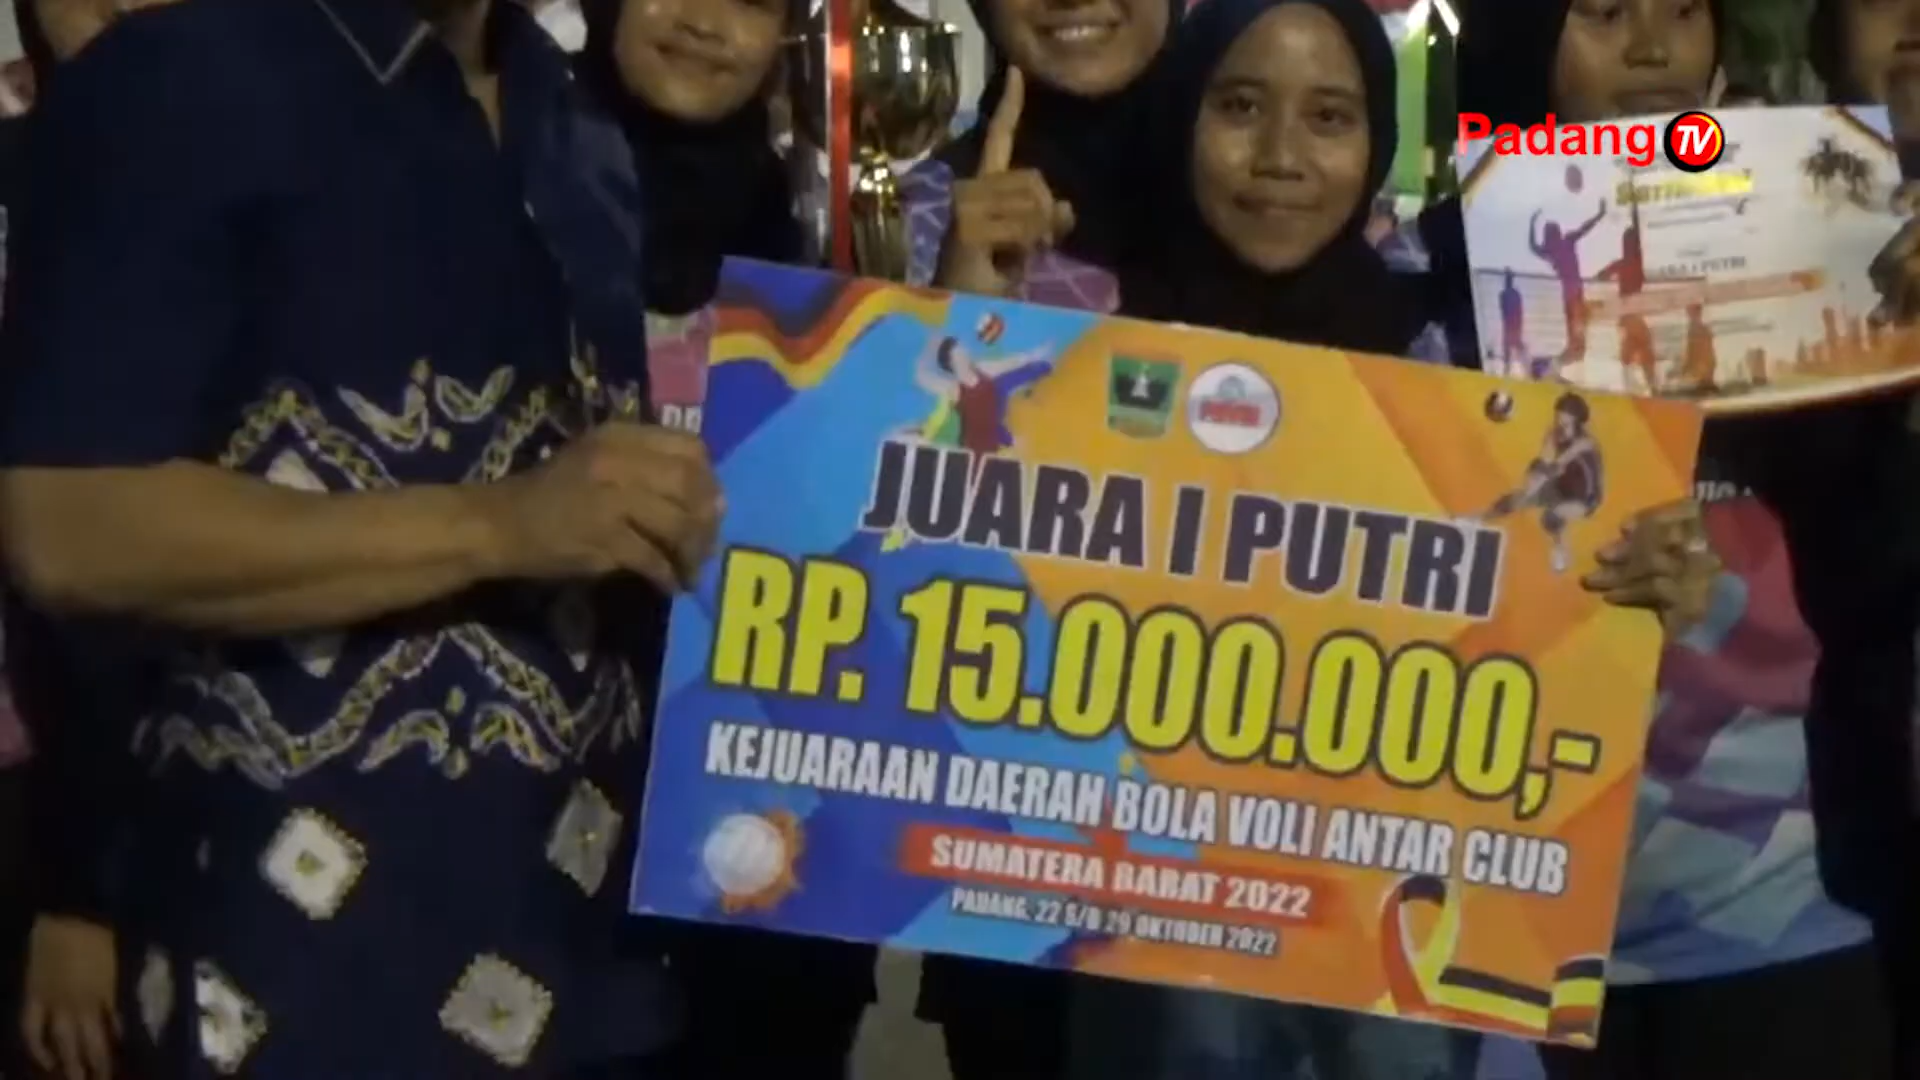 Padang TV
JUARA I PUTRI
RP. 15.000.000,-
KEJUARAAN DAERAH BOLA VOLI ANTAR CLUB
SUMATERA BARAT 2022
PADANG, 22 S/D 29 OKTOBER 2022